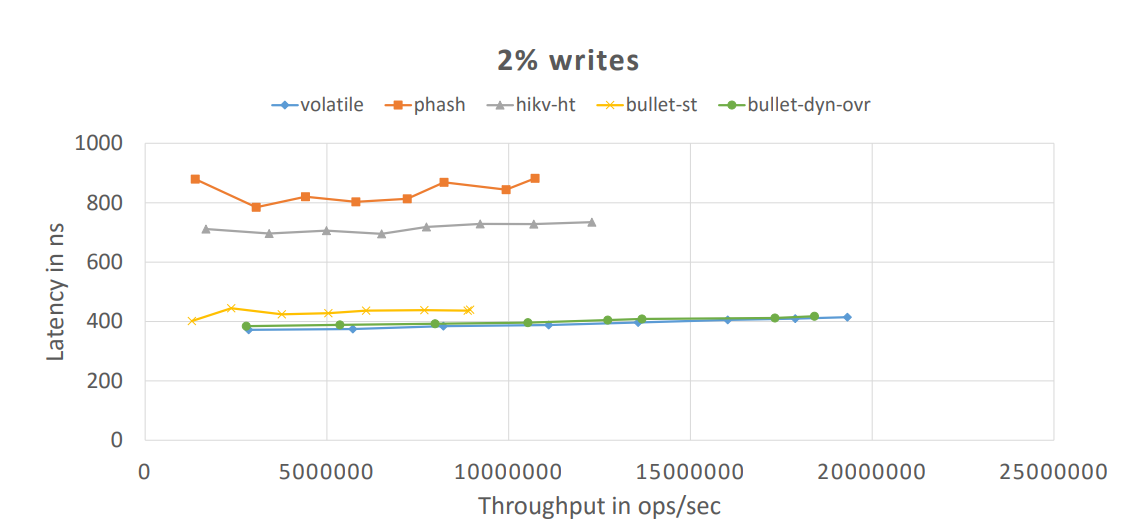 2% writes
volatile phash hikv-ht bullet-st bullet-dyn-ovr
1000
800
600
400
200
0
Latency in ns
0 5000000 10000000 15000000 20000000 25000000
Throughput in ops/sec